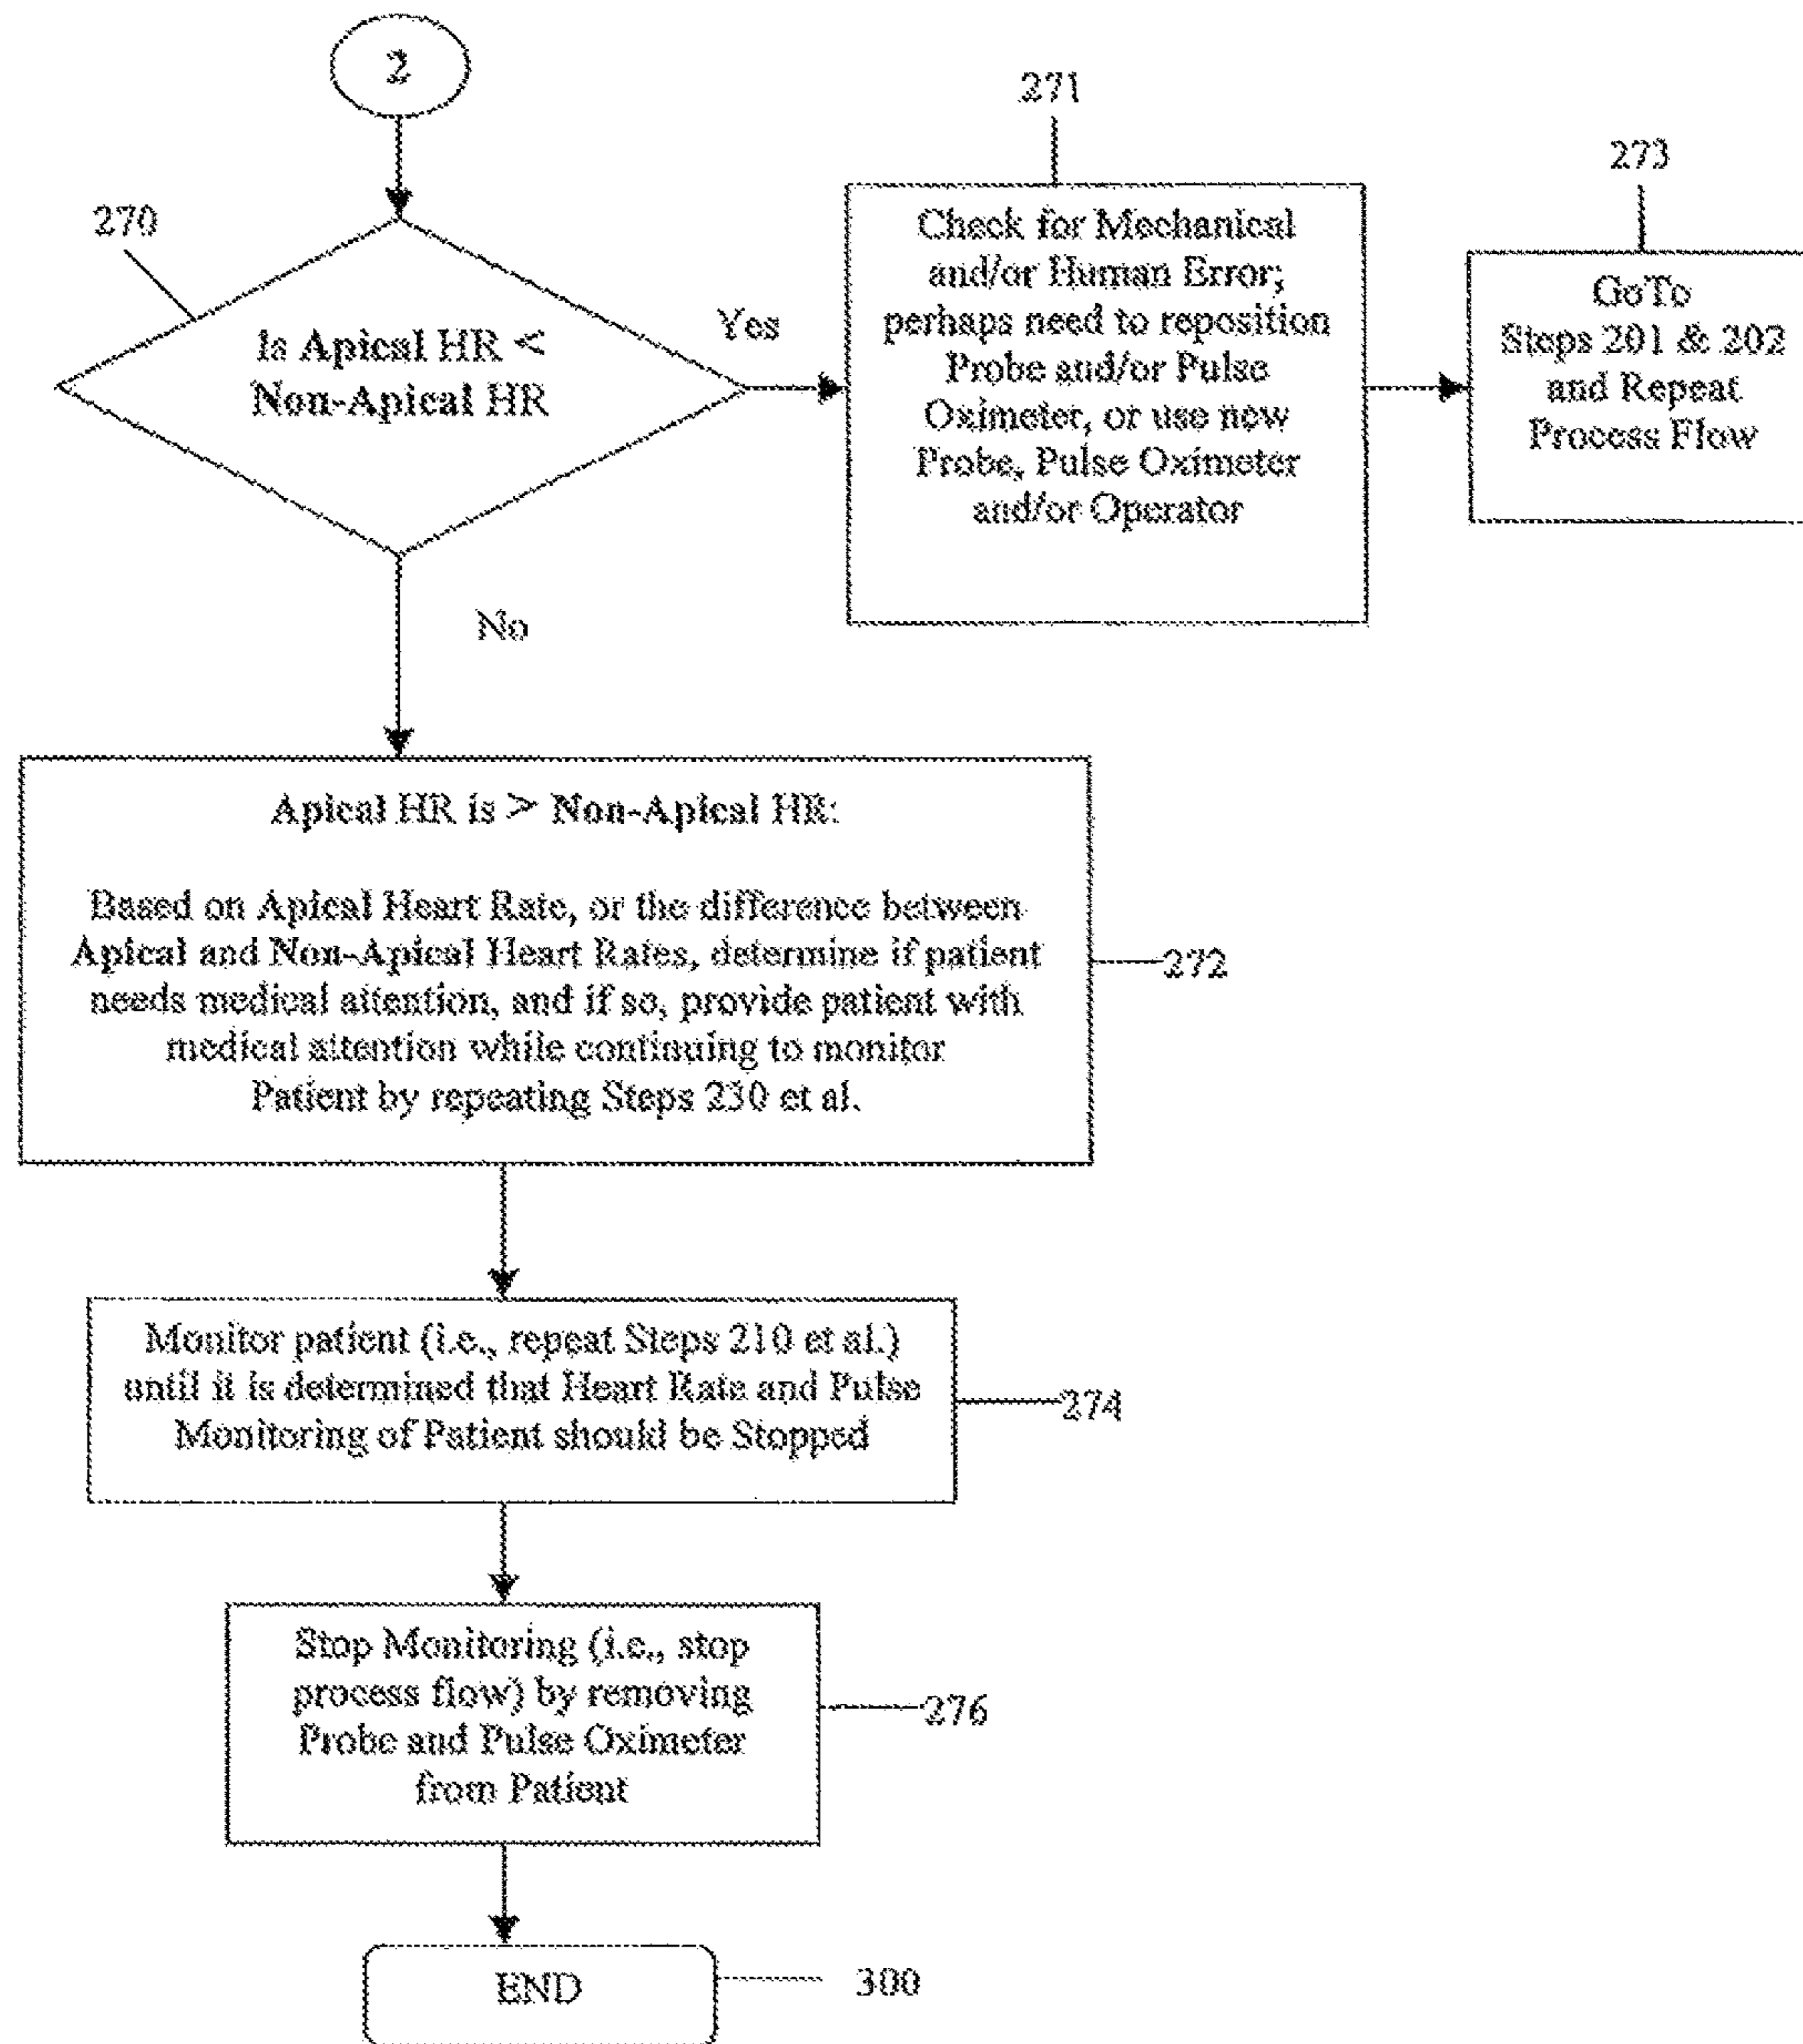 2
270
Is Apical HR <
Non-Apical HR
Yes
271
Check for Mechanical
and/or Human Error;
perhaps need to reposition
Probe and/or Pulse
Oximeter, or use new
Probe, Pulse Oximeter
and/or Operator
273
GoTo
Steps 201 & 202
and Repeat
Process Flow
No
Apical HR is > Non-Apical HR:
Based on Apical Heart Rate, or the difference between
Apical and Non-Apical Heart Rates, determine if patient
needs medical attention, and if so, provide patient with
medical attention while continuing to monitor
Patient by repeating Steps 230 et al.
272
Monitor patient (i.e., repeat Steps 210 et al.)
until it is determined that Heart Rate and Pulse
Monitoring of Patient should be Stopped
274
Stop Monitoring (i.e., stop
process flow) by removing
Probe and Pulse Oximeter
from Patient
276
END
300